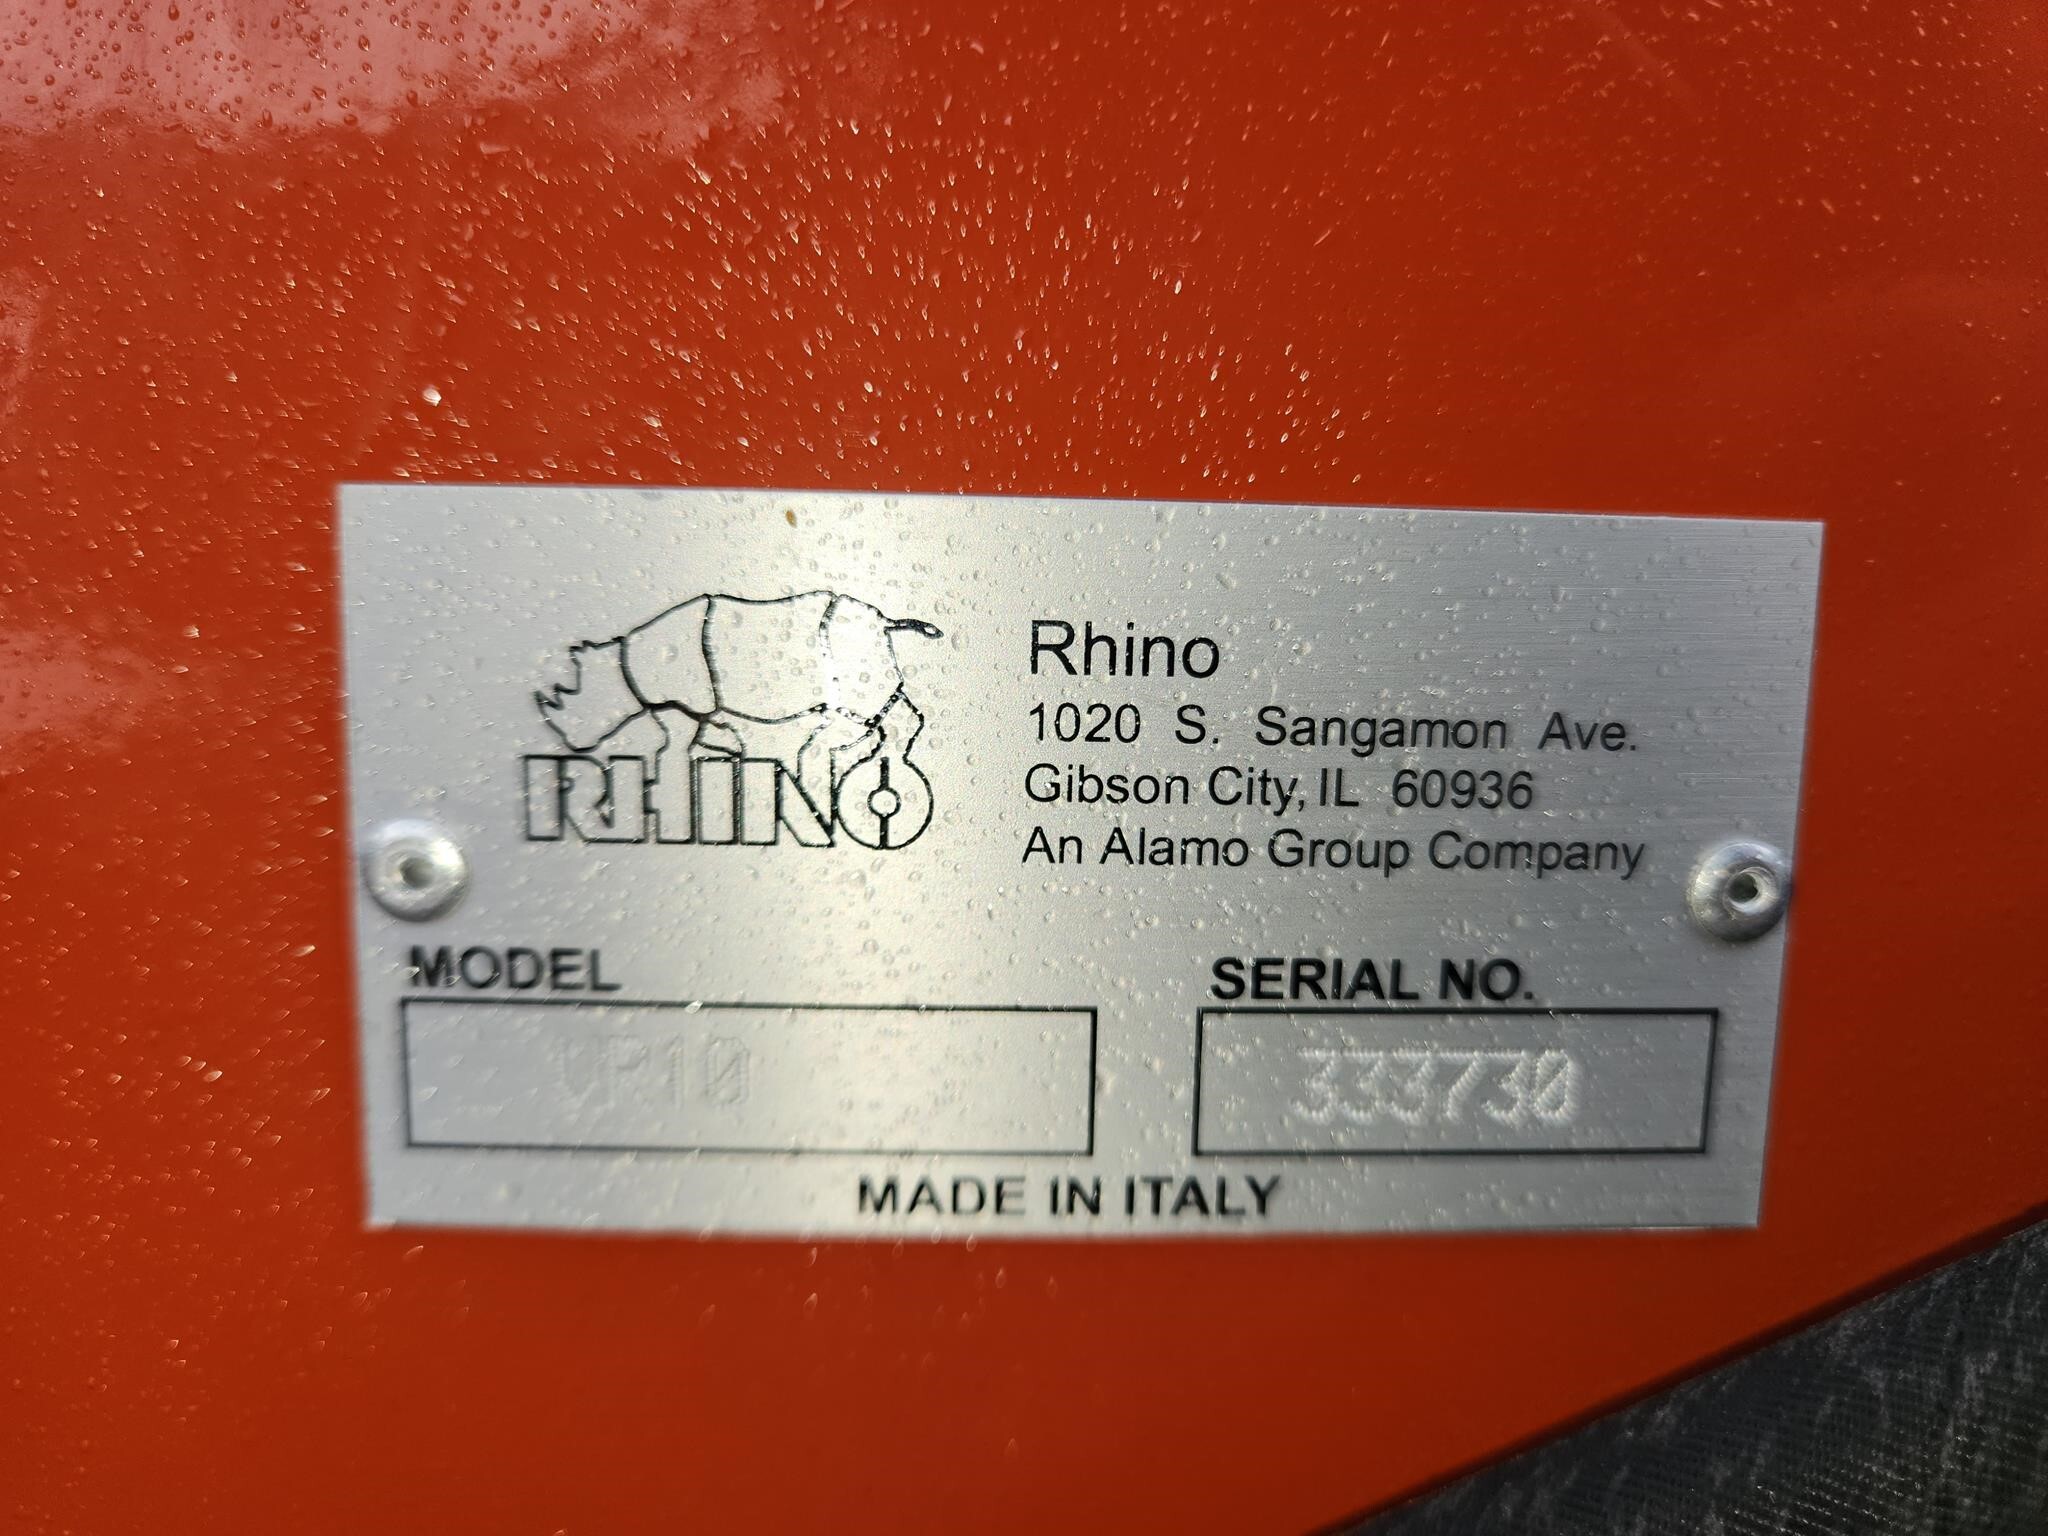 RHINO
Rhino
1020 S. Sangamon Ave.
Gibson City, IL 60936
An Alamo Group Company
MODEL
VR10
SERIAL NO.
333730
MADE IN ITALY